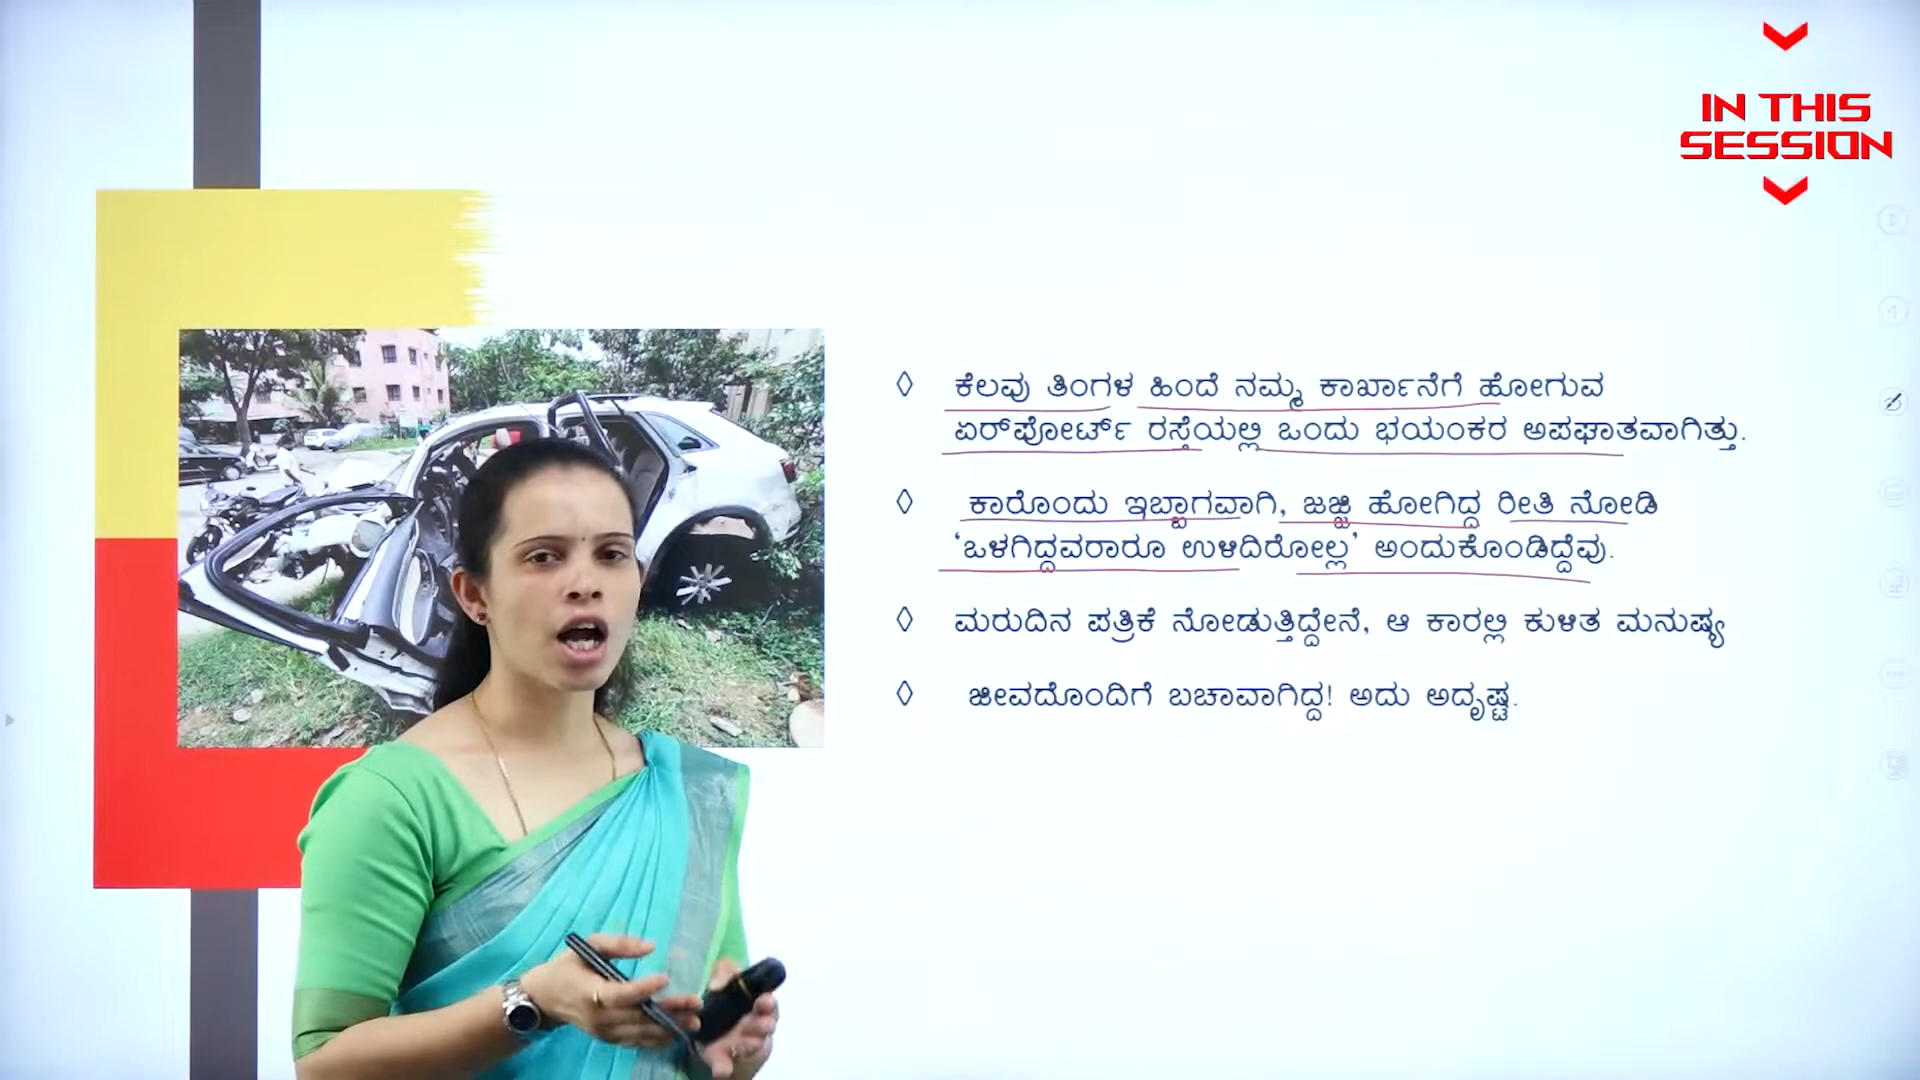 IN THIS
SESSION
ಕೆಲವು ತಿಂಗಳ ಹಿಂದೆ ನಮ್ಮ ಕಾರ್ಖಾನೆಗೆ ಹೋಗುವ
ಏರ್‌ಪೋರ್ಟ್ ರಸ್ತೆಯಲ್ಲಿ ಒಂದು ಭಯಂಕರ ಅಪಘಾತವಾಗಿತ್ತು.
ಕಾರೊಂದು ಇಬ್ಭಾಗವಾಗಿ, ಜಜ್ಜಿ ಹೋಗಿದ್ದ ರೀತಿ ನೋಡಿ
‘ಒಳಗಿದ್ದವರಾರೂ ಉಳಿದಿರೋಲ್ಲ’ ಅಂದುಕೊಂಡಿದ್ದೆವು.
ಮರುದಿನ ಪತ್ರಿಕೆ ನೋಡುತ್ತಿದ್ದೇನೆ, ಆ ಕಾರಲ್ಲಿ ಕುಳಿತ ಮನುಷ್ಯ
ಜೀವದೊಂದಿಗೆ ಬಚಾವಾಗಿದ್ದ! ಅದು ಅದೃಷ್ಟ.